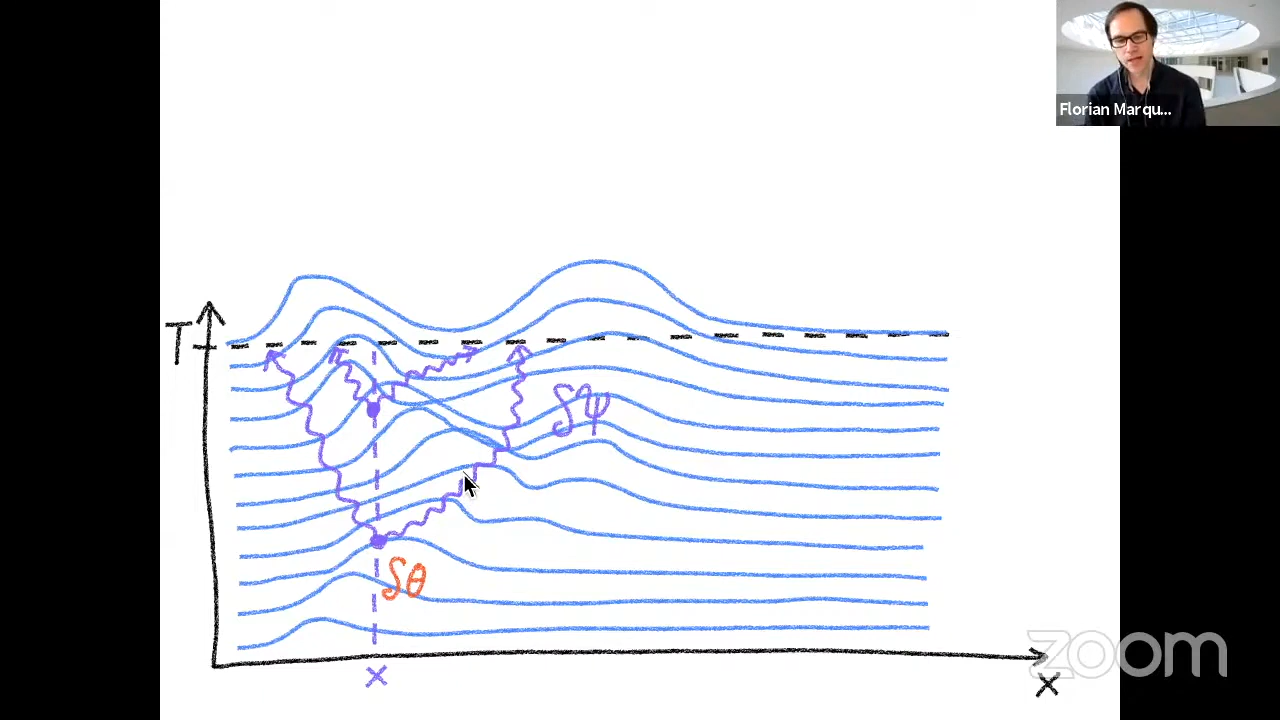 Florian Marqu...
T
δψ
δθ
zoom
x
x